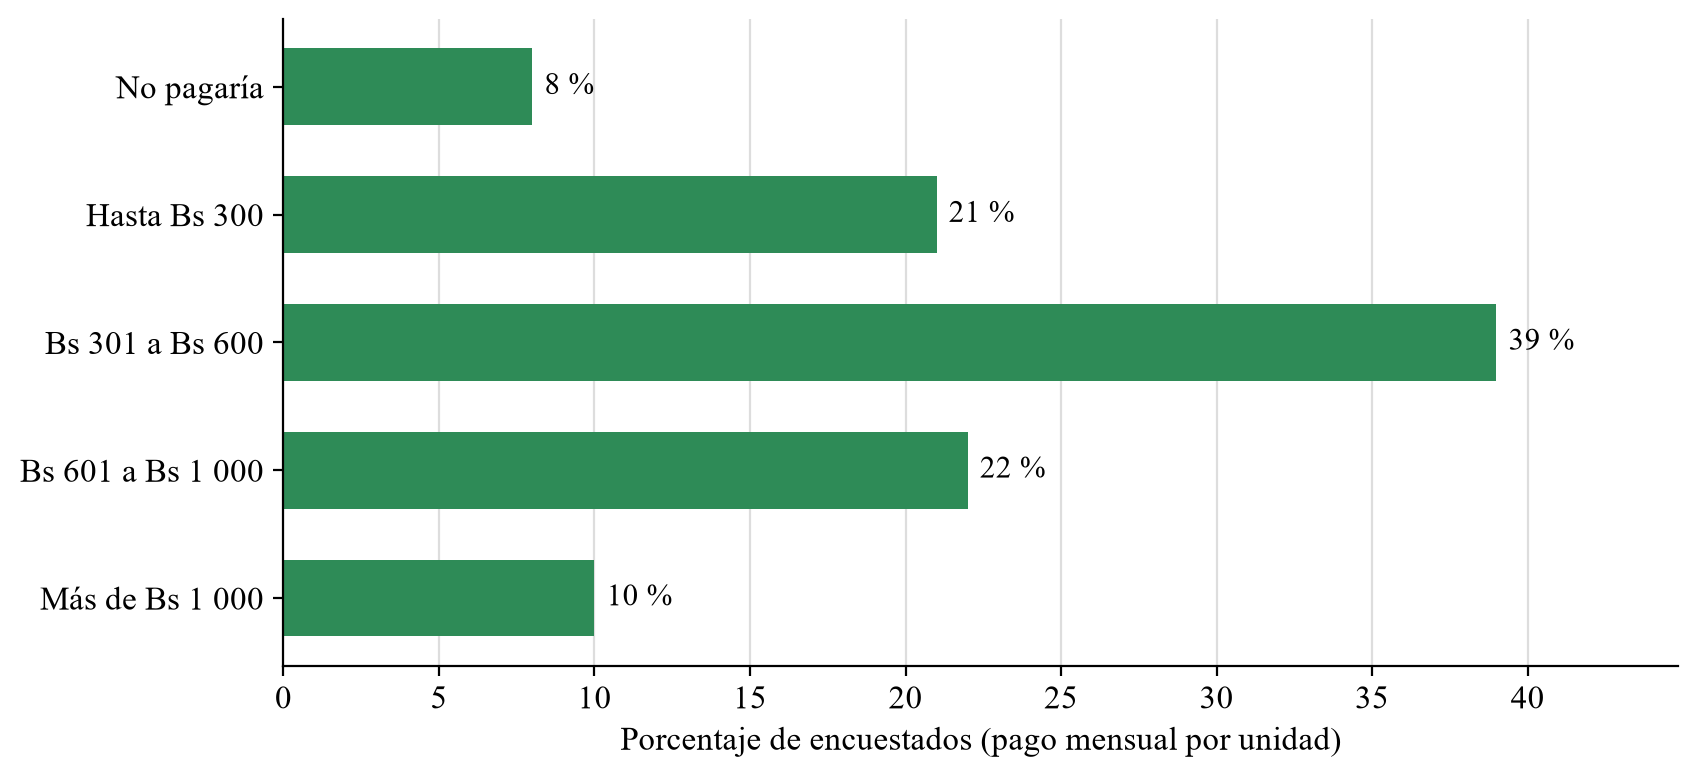 No pagaría
8 %
Hasta Bs 300
21 %
Bs 301 a Bs 600
39 %
Bs 601 a Bs 1 000
22 %
Más de Bs 1 000
10 %
0 5 10 15 20 25 30 35 40
Porcentaje de encuestados (pago mensual por unidad)